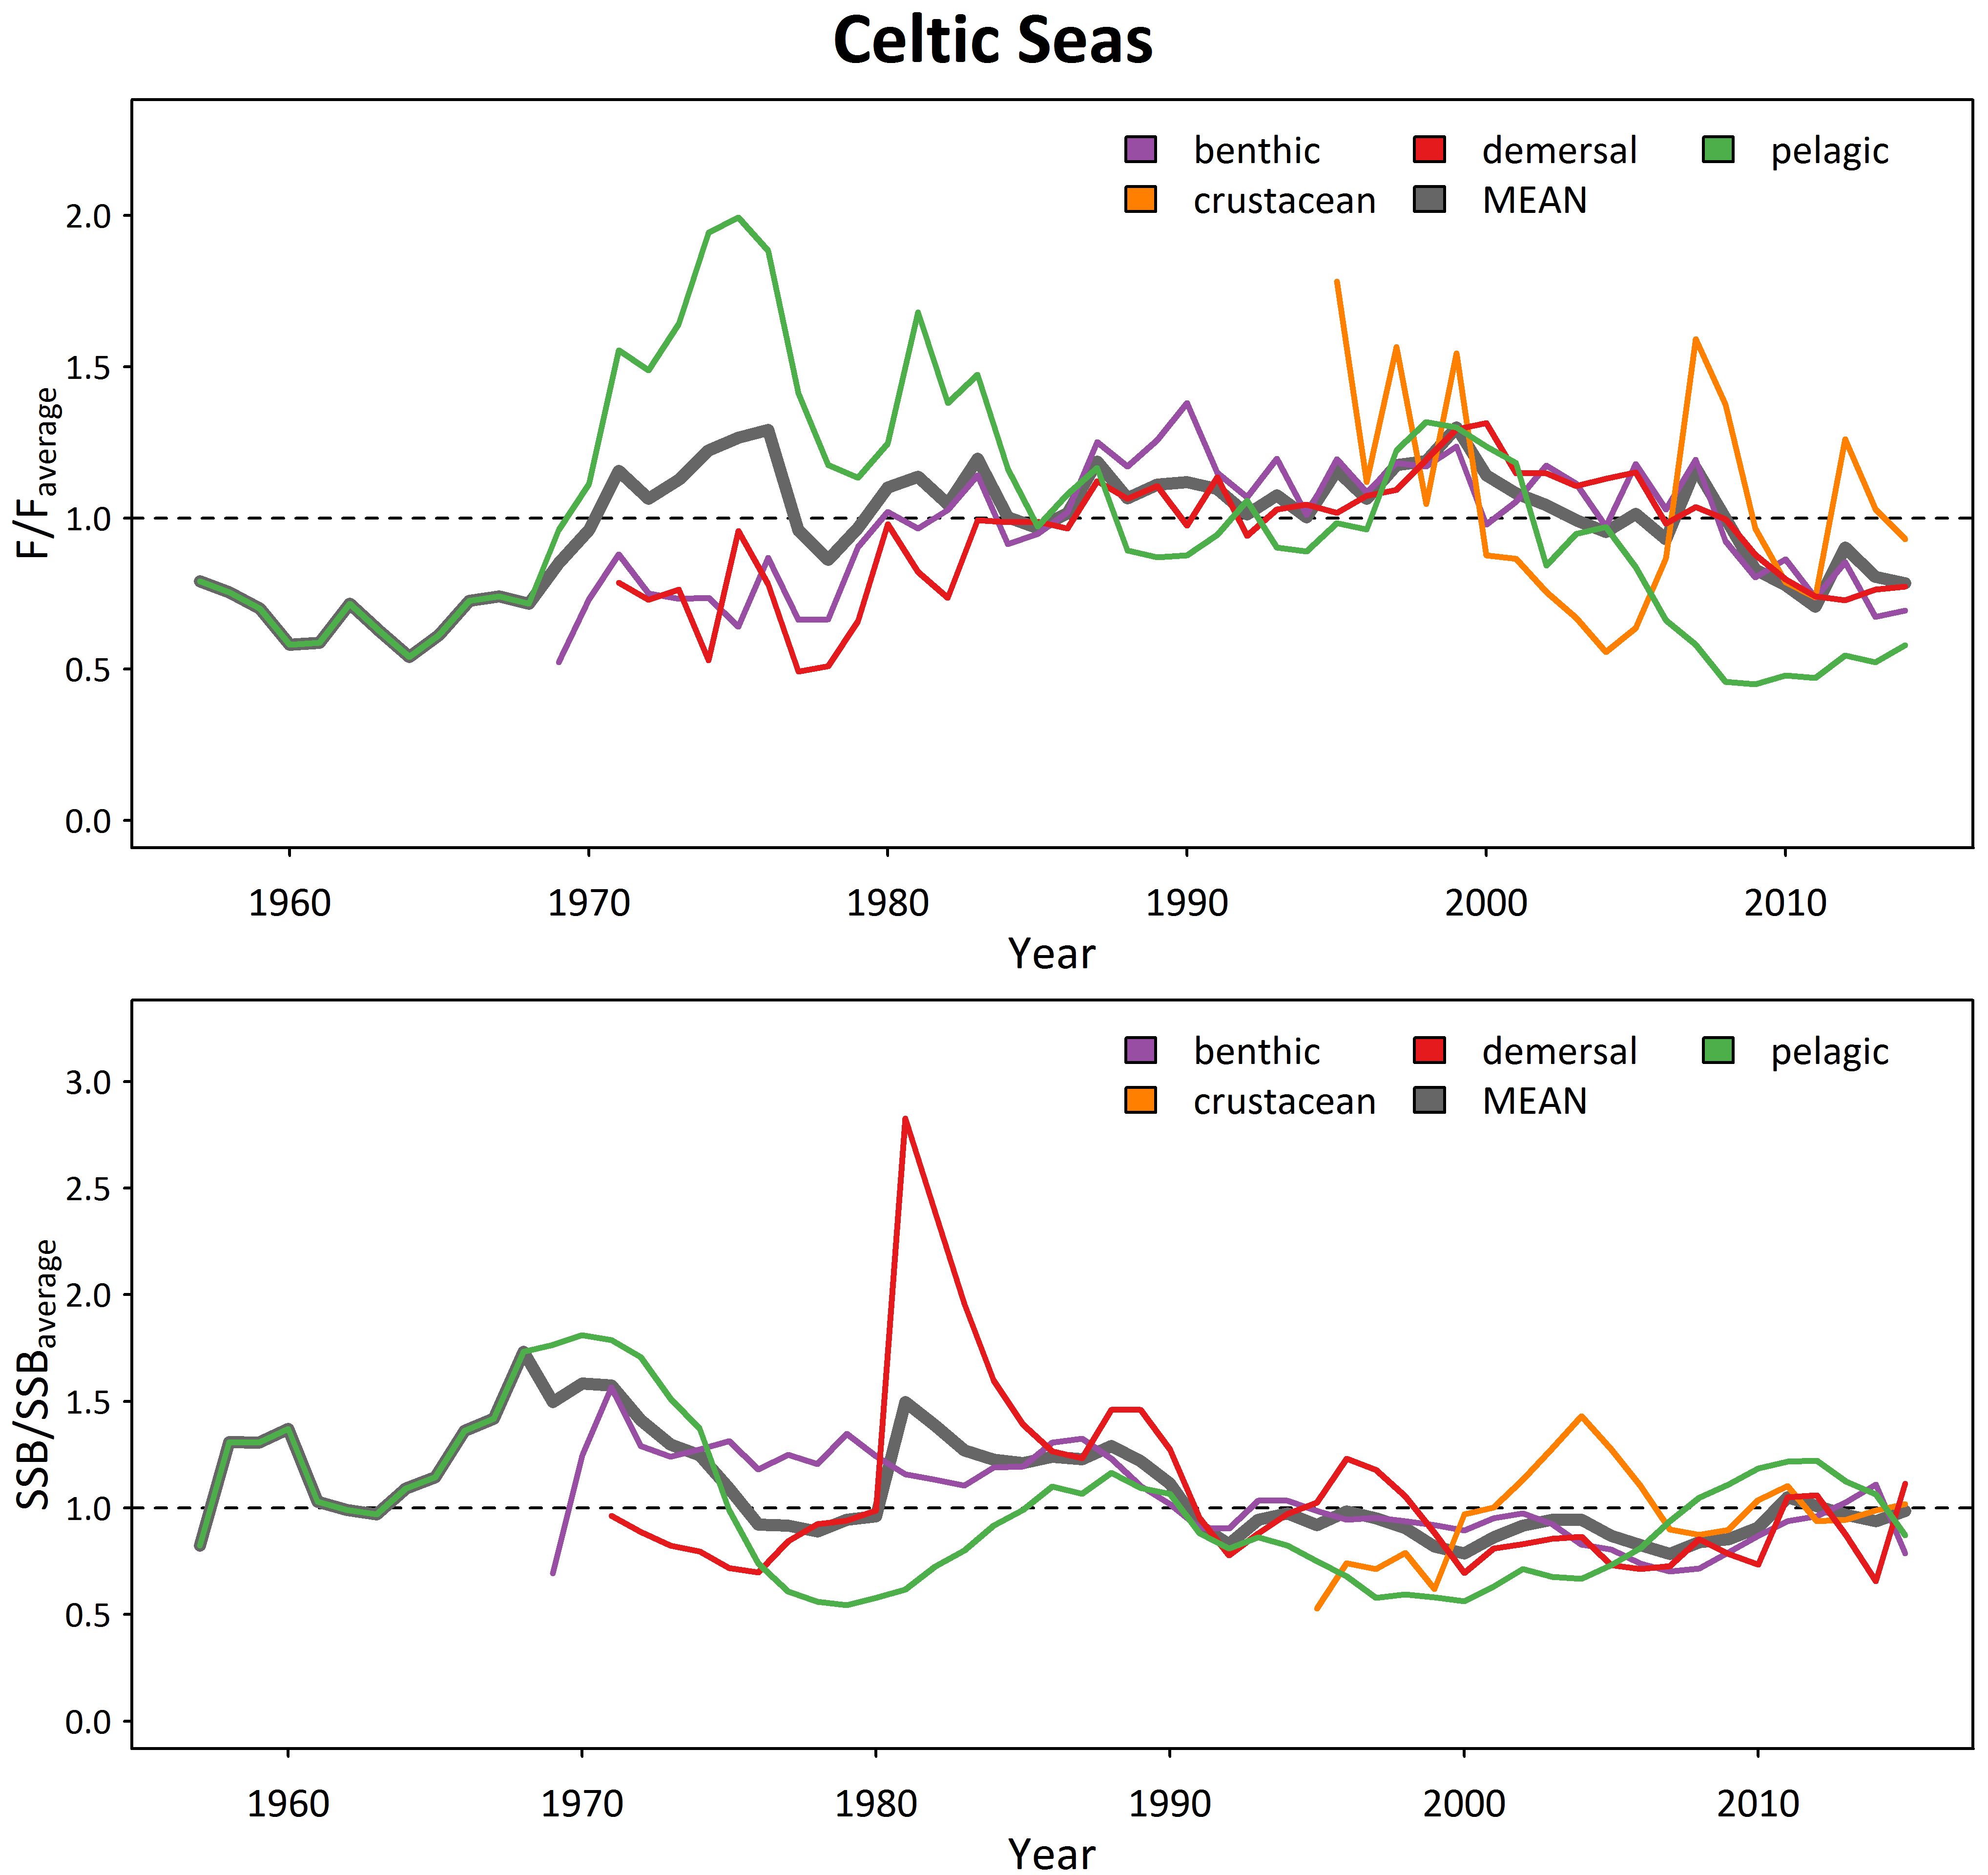 Celtic Seas
benthic demersal pelagic
crustacean MEAN
F/Faverage
2.0
1.5
1.0
0.5
0.0
1960 1970 1980 1990 2000 2010
Year
benthic demersal pelagic
crustacean MEAN
SSB/SSBaverage
3.0
2.5
2.0
1.5
1.0
0.5
0.0
1960 1970 1980 1990 2000 2010
Year